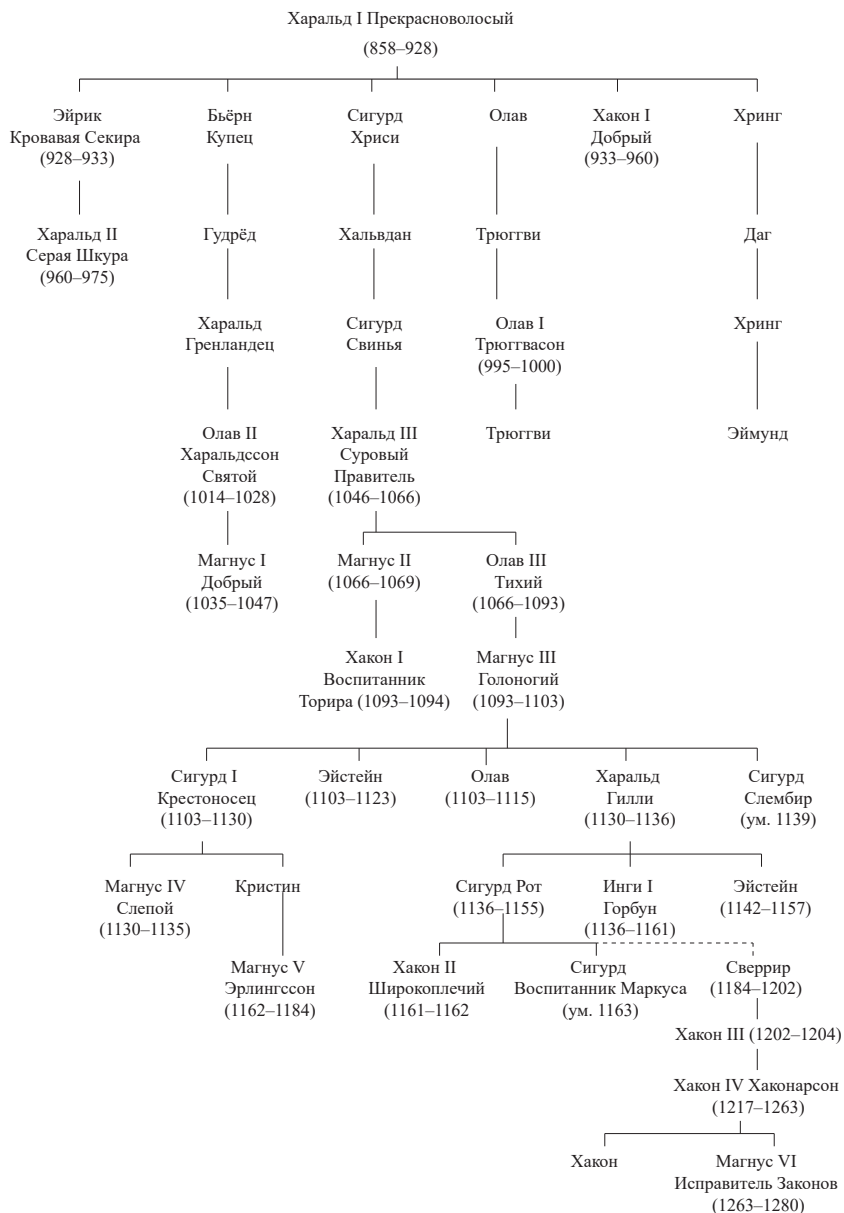 Харальд I Прекрасноволосый
(858–928)
Эйрик
Кровавая Секира
(928–933)
Бьёрн
Купец
Сигурд
Хриси
Олав
Хакон I
Добрый
(933–960)
Хринг
Харальд II
Серая Шкура
(960–975)
Гудрёд
Хальвдан
Трюггви
Даг
Харальд
Гренландец
Сигурд
Свинья
Олав I
Трюггвасон
(995–1000)
Хринг
Олав II
Харальдссон
Святой
(1014–1028)
Харальд III
Суровый
Правитель
(1046–1066)
Трюггви
Эймунд
Магнус I
Добрый
(1035–1047)
Магнус II
(1066–1069)
Олав III
Тихий
(1066–1093)
Хакон I
Воспитанник
Торира (1093–1094)
Магнус III
Голоногий
(1093–1103)
Сигурд I
Крестоносец
(1103–1130)
Эйстейн
(1103–1123)
Олав
(1103–1115)
Харальд
Гилли
(1130–1136)
Сигурд
Слембир
(ум. 1139)
Магнус IV
Слепой
(1130–1135)
Кристин
Сигурд Рот
(1136–1155)
Инги I
Горбун
(1136–1161)
Эйстейн
(1142–1157)
Магнус V
Эрлингссон
(1162–1184)
Хакон II
Широкоплечий
(1161–1162
Сигурд
Воспитанник Маркуса
(ум. 1163)
Сверрир
(1184–1202)
Хакон III (1202–1204)
Хакон IV Хаконарсон
(1217–1263)
Хакон
Магнус VI
Исправитель Законов
(1263–1280)